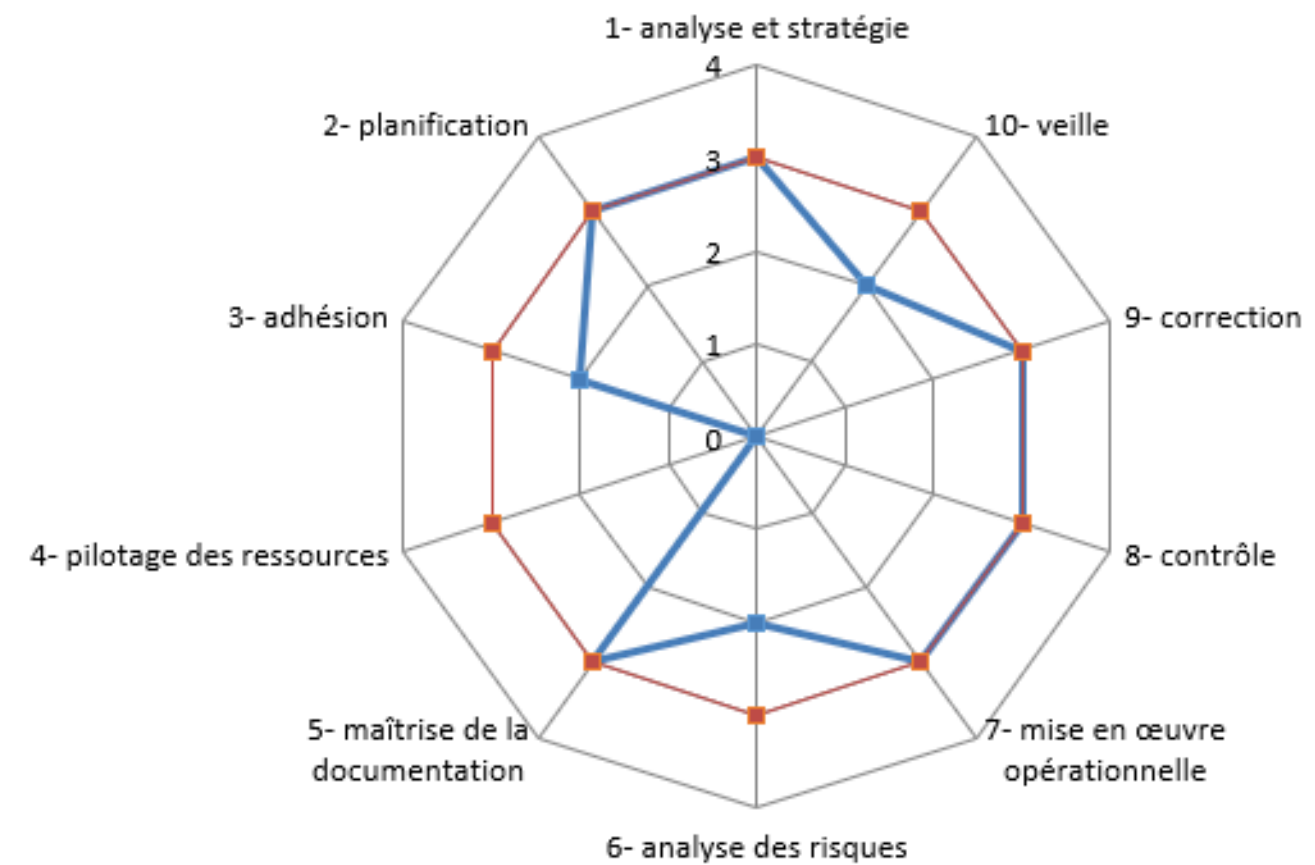 1- analyse et stratégie
4
2- planification
10- veille
3
2
3- adhésion
9- correction
1
0
4- pilotage des ressources
8- contrôle
5- maîtrise de la
documentation
7- mise en œuvre
opérationnelle
6- analyse des risques